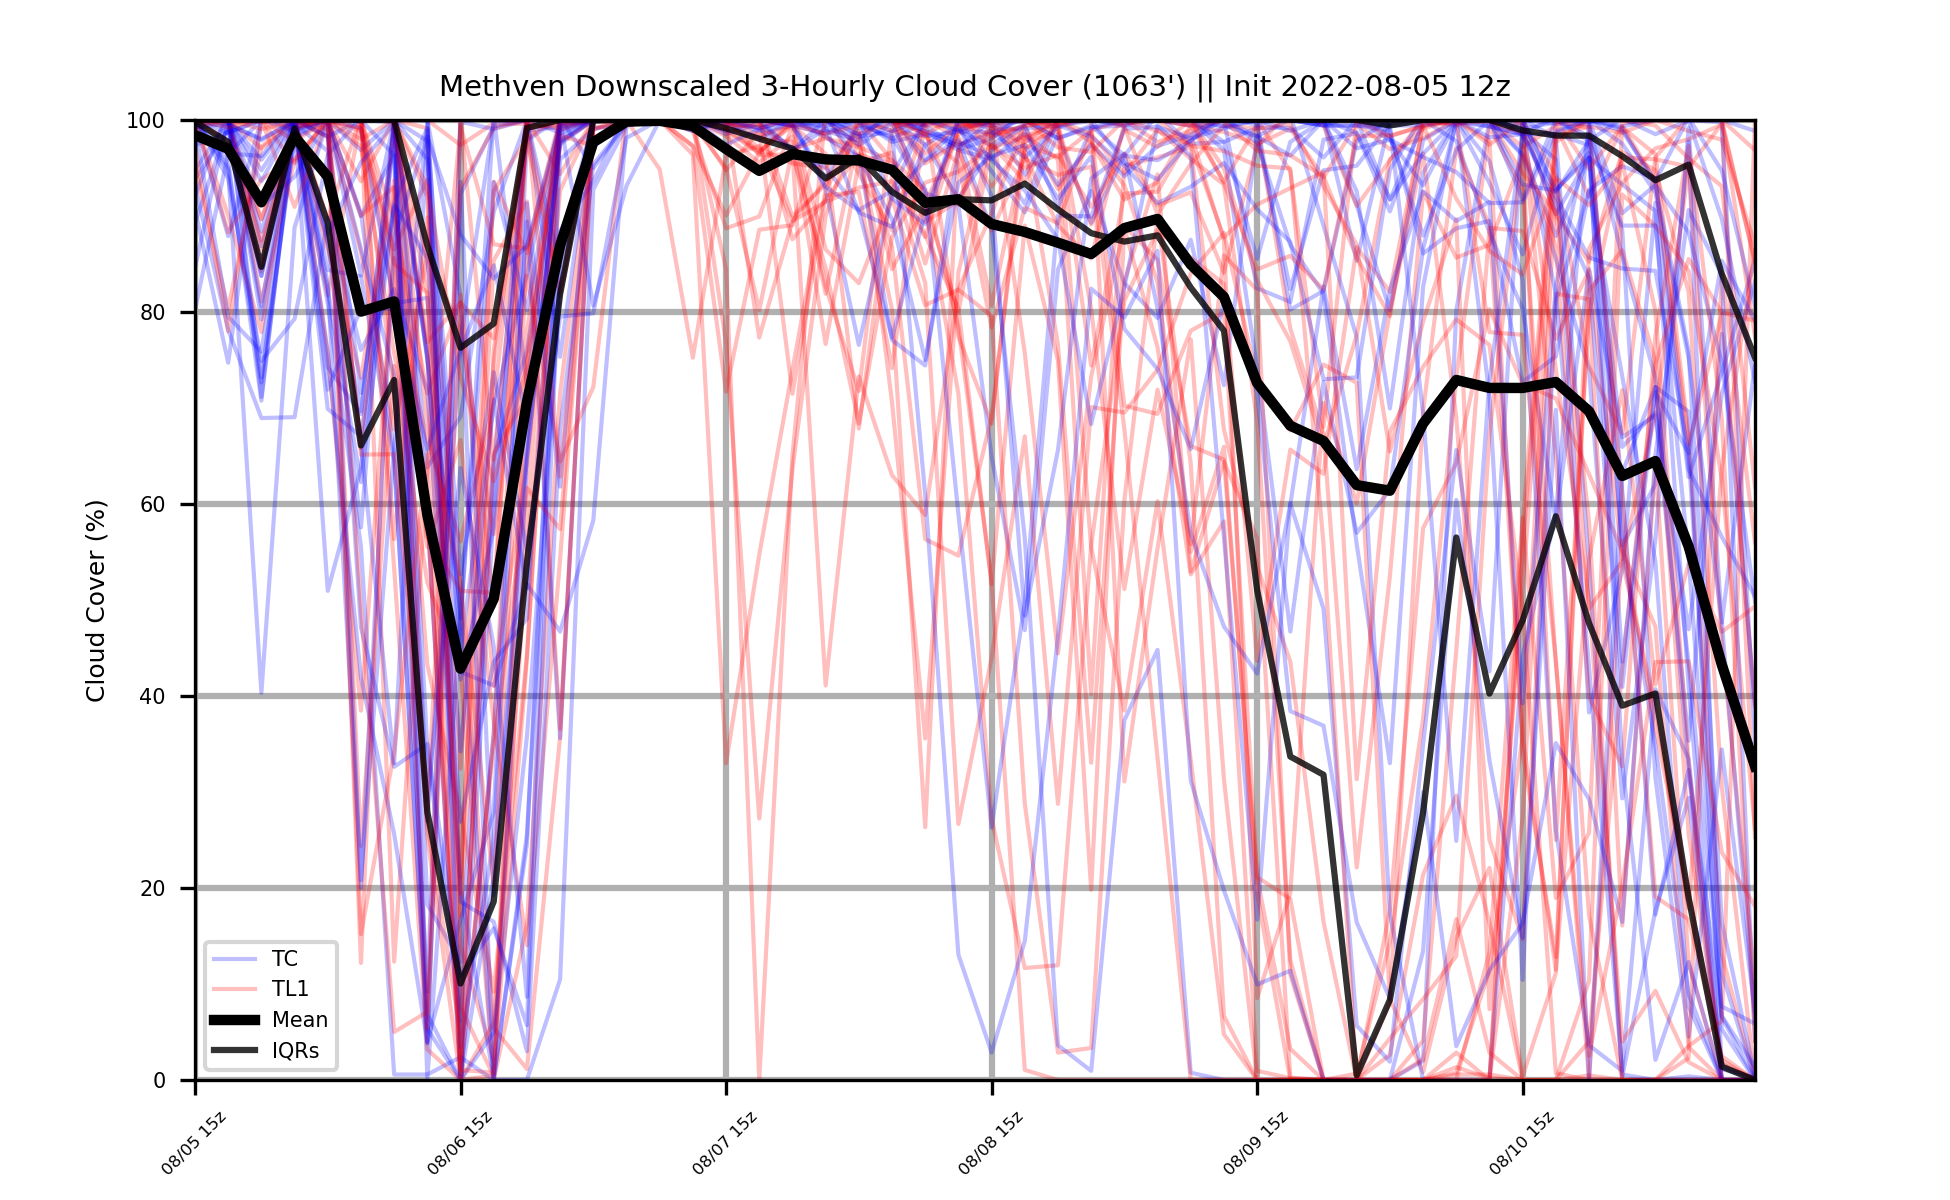 Methven Downscaled 3-Hourly Cloud Cover (1063') || Init 2022-08-05 12z
Cloud Cover (%)
100
80
60
40
20
0
TC
TL1
Mean
IQRs
08/05 15z
08/06 15z
08/07 15z
08/08 15z
08/09 15z
08/10 15z